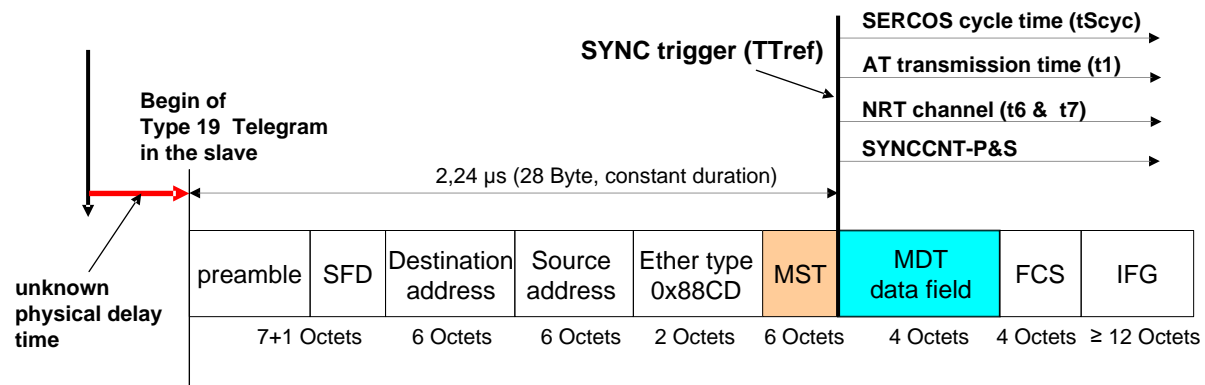 SERCOS cycle time (tScyc)
SYNC trigger (TTref)
AT transmission time (t1)
Begin of
Type 19  Telegram
in the slave
NRT channel (t6 &  t7)
SYNCCNT-P&S
2,24 µs (28 Byte, constant duration)
preamble
SFD
Destination
address
Source
address
Ether type
0x88CD
MST
MDT
data field
FCS
IFG
unknown
physical delay
time
7+1 Octets
6 Octets
6 Octets
2 Octets
6 Octets
4 Octets
4 Octets
≥ 12 Octets